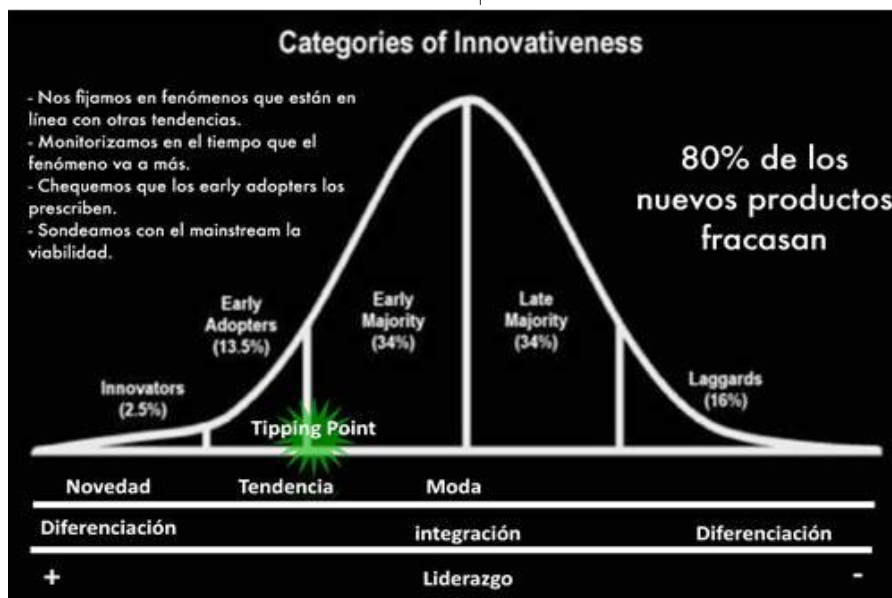 Categories of Innovativeness
- Nos fijamos en fenómenos que están en
línea con otras tendencias.
- Monitorizamos en el tiempo que el
fenómeno va a más.
- Chequemos que los early adopters los
prescriben.
- Sondeamos con el mainstream la
viabilidad.
80% de los
nuevos productos
fracasan
Early
Adopters
(13.5%)
Early
Majority
(34%)
Late
Majority
(34%)
Innovators
(2.5%)
Laggards
(16%)
Tipping Point
Novedad Tendencia Moda
Diferenciación integración Diferenciación
+ Liderazgo -